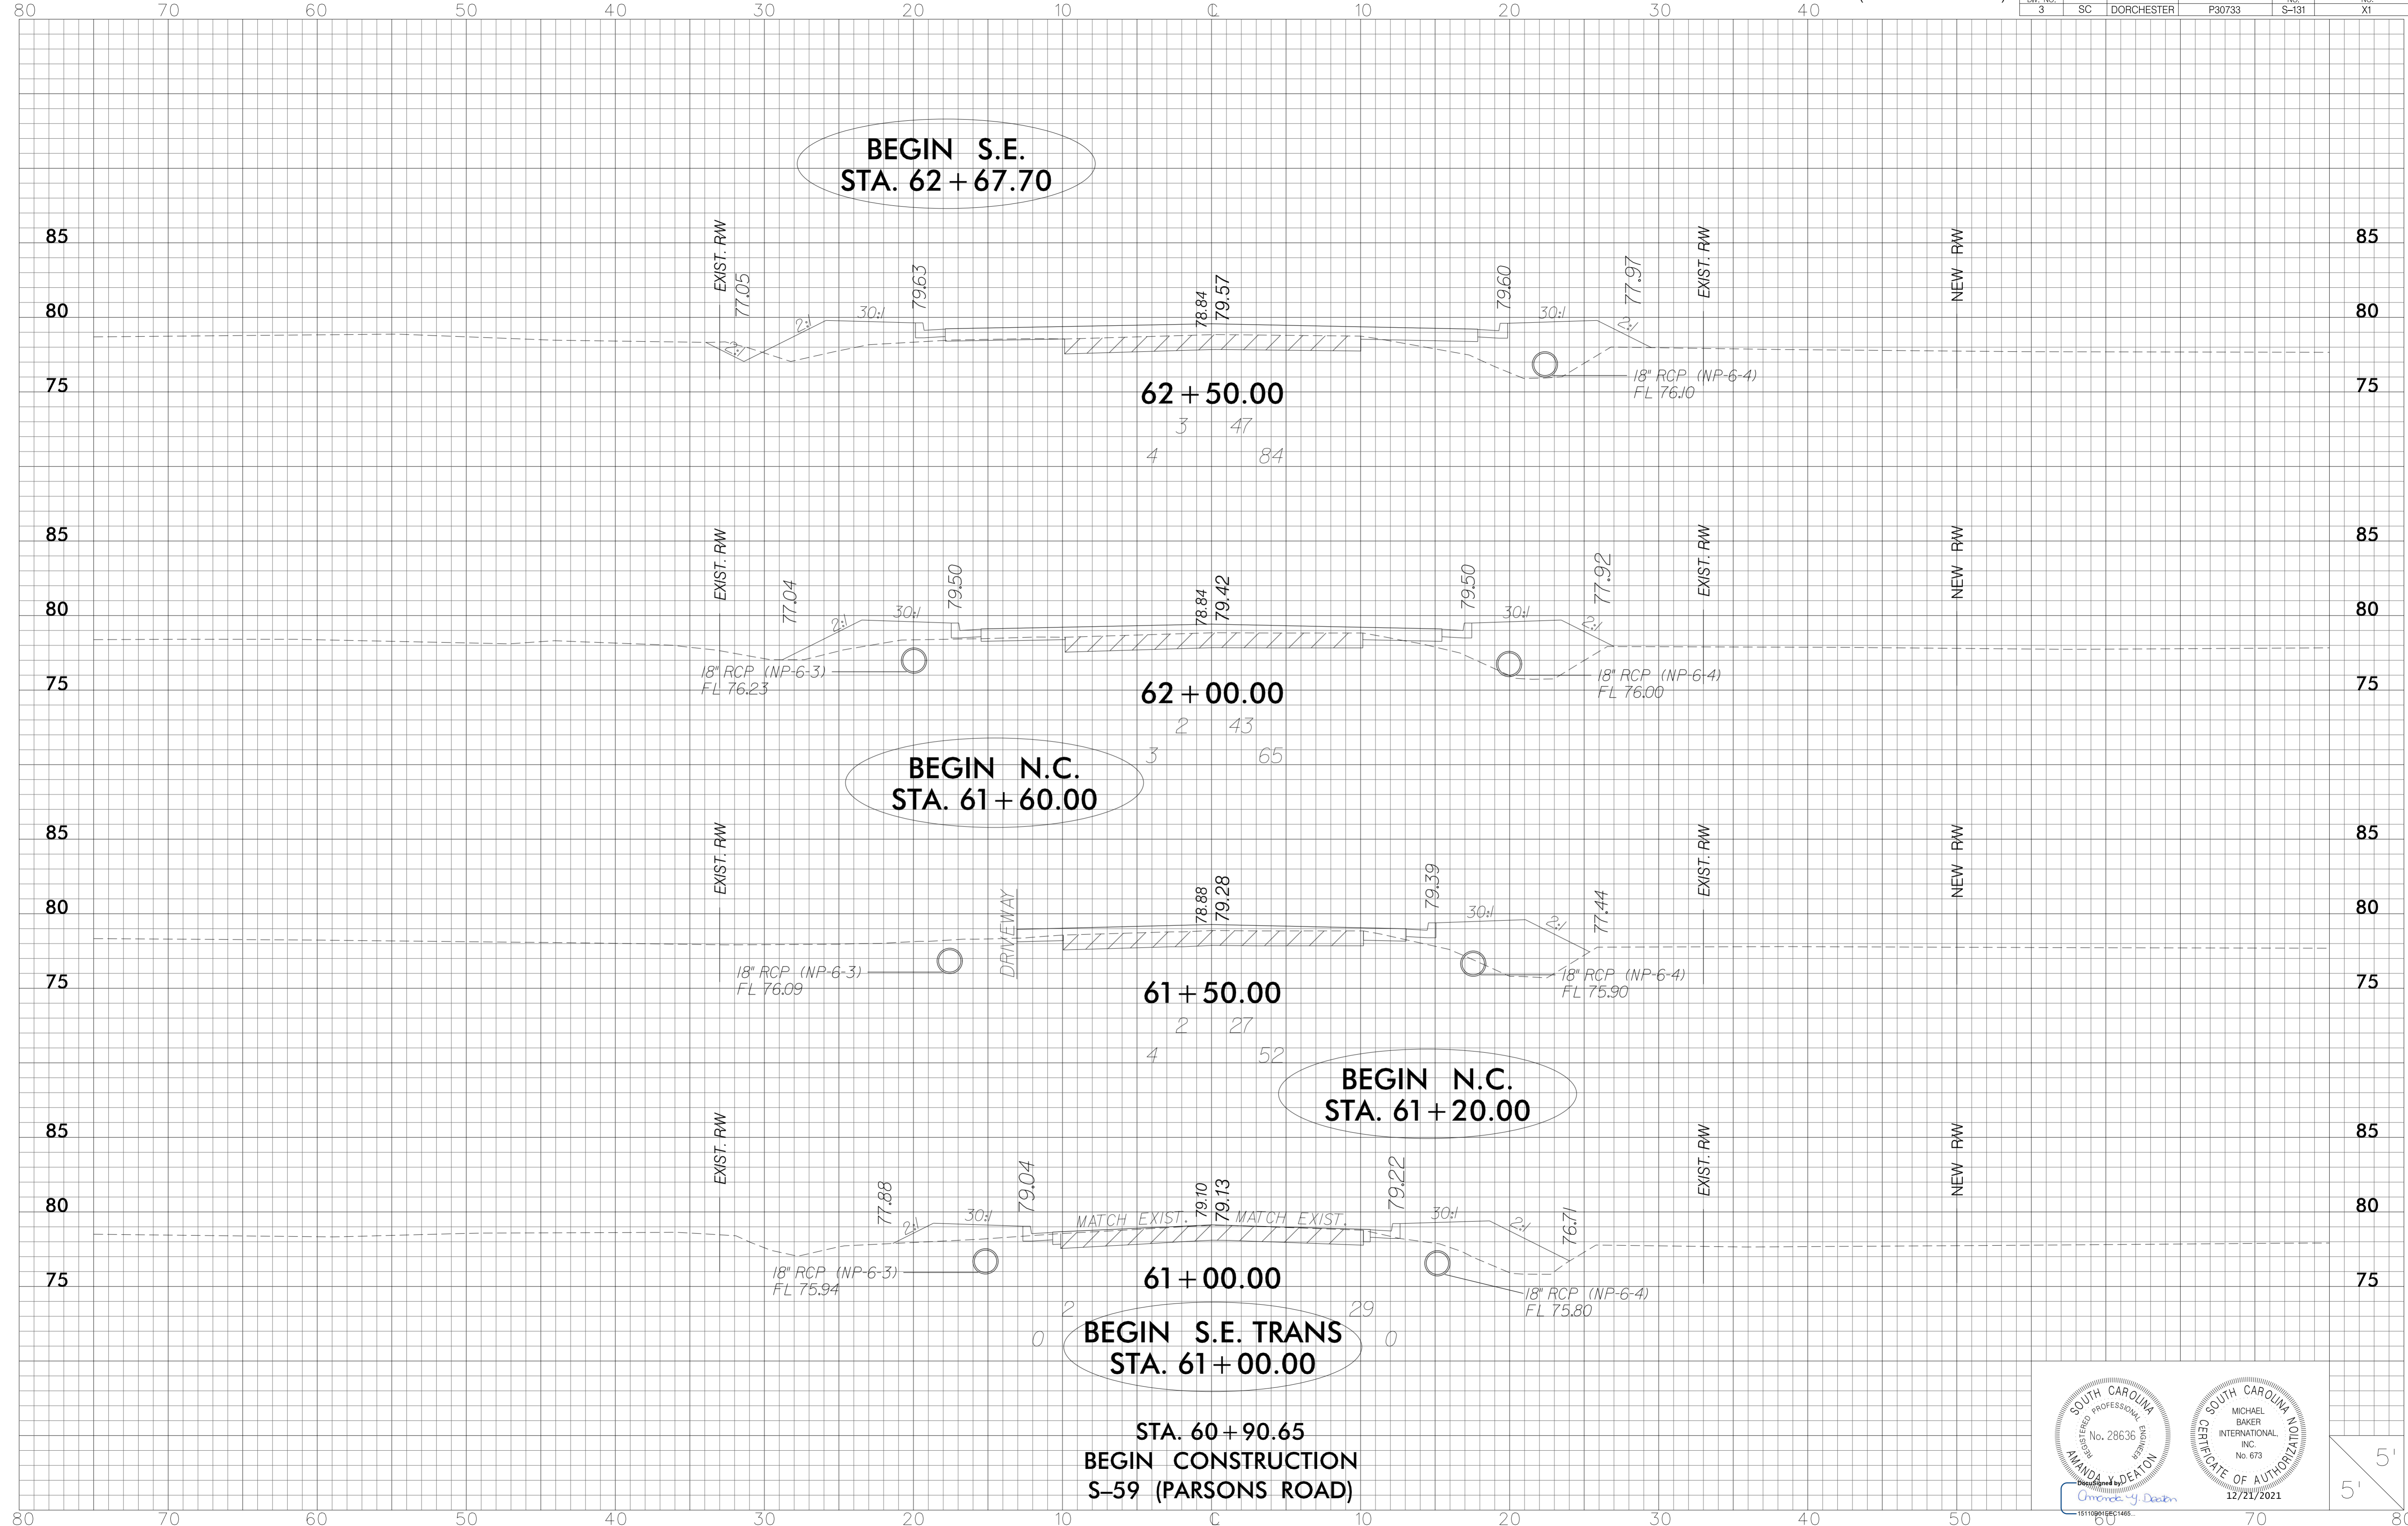 80 70 60 50 40 30 20 10 ℄ 10 20 30 40
DIV. NO. NO. NO.
3 SC DORCHESTER P30733 S-131 X1
BEGIN S.E.
STA. 62+67.70
85 EXIST. R/W EXIST. R/W NEW R/W 85
77.05 79.63 78.84 79.57 79.60 77.97
80 80
2:1 2:1 30:1 30:1 2:1
75 75
18" RCP (NP-6-4)
FL 76.10
62+50.00
3 47
4 84
85 EXIST. R/W EXIST. R/W NEW R/W 85
77.04 79.50 78.84 79.42 79.50 77.92
80 80
2:1 30:1 30:1 2:1
18" RCP (NP-6-3)
FL 76.23
18" RCP (NP-6-4)
FL 76.00
75 75
62+00.00
2 43
3 65
BEGIN N.C.
STA. 61+60.00
85 EXIST. R/W EXIST. R/W NEW R/W 85
DRIVEWAY 78.88 79.28 79.39 77.44
80 80
30:1 2:1
18" RCP (NP-6-3)
FL 76.09
18" RCP (NP-6-4)
FL 75.90
75 75
61+50.00
2 27
4 52
BEGIN N.C.
STA. 61+20.00
85 EXIST. R/W EXIST. R/W NEW R/W 85
77.88 79.04 79.10 79.13 79.22 76.71
80 80
2:1 30:1 MATCH EXIST. MATCH EXIST. 30:1 2:1
18" RCP (NP-6-3)
FL 75.94
18" RCP (NP-6-4)
FL 75.80
75 75
61+00.00
2 29
0 0
BEGIN S.E. TRANS
STA. 61+00.00
STA. 60+90.65
BEGIN CONSTRUCTION
S-59 (PARSONS ROAD)
SOUTH CAROLINA
REGISTERED PROFESSIONAL ENGINEER
No. 28636
AMANDA Y DEATON
DocuSigned by:
Amanda Y. Deaton
15110B01EEC1465...
SOUTH CAROLINA
CERTIFICATE OF AUTHORIZATION
MICHAEL
BAKER
INTERNATIONAL,
INC.
No. 673
12/21/2021
5'
5'
80 70 60 50 40 30 20 10 ℄ 10 20 30 40 50 60 70